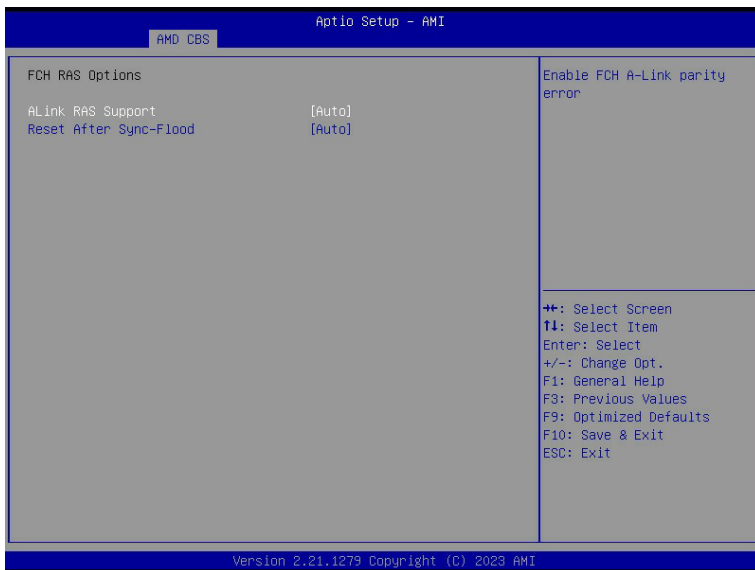 Aptio Setup – AMI
AMD CBS
FCH RAS Options
ALink RAS Support [Auto]
Reset After Sync-Flood [Auto]
Enable FCH A-Link parity
error
→←: Select Screen
↑↓: Select Item
Enter: Select
+/-: Change Opt.
F1: General Help
F3: Previous Values
F9: Optimized Defaults
F10: Save & Exit
ESC: Exit
Version 2.21.1279 Copyright (C) 2023 AMI